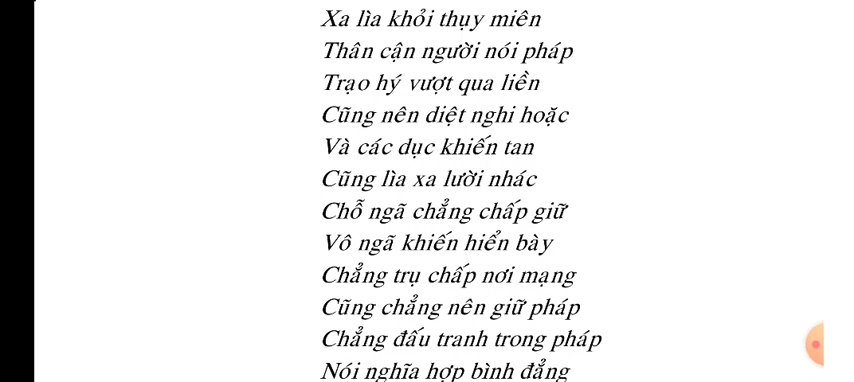 Xa lìa khỏi thụy miên
Thân cận người nói pháp
Trạo hý vượt qua liền
Cũng nên diệt nghi hoặc
Và các dục khiến tan
Cũng lìa xa lười nhác
Chỗ ngã chẳng chấp giữ
Vô ngã khiến hiển bày
Chẳng trụ chấp nơi mạng
Cũng chẳng nên giữ pháp
Chẳng đấu tranh trong pháp
Nói nghĩa hợp bình đẳng